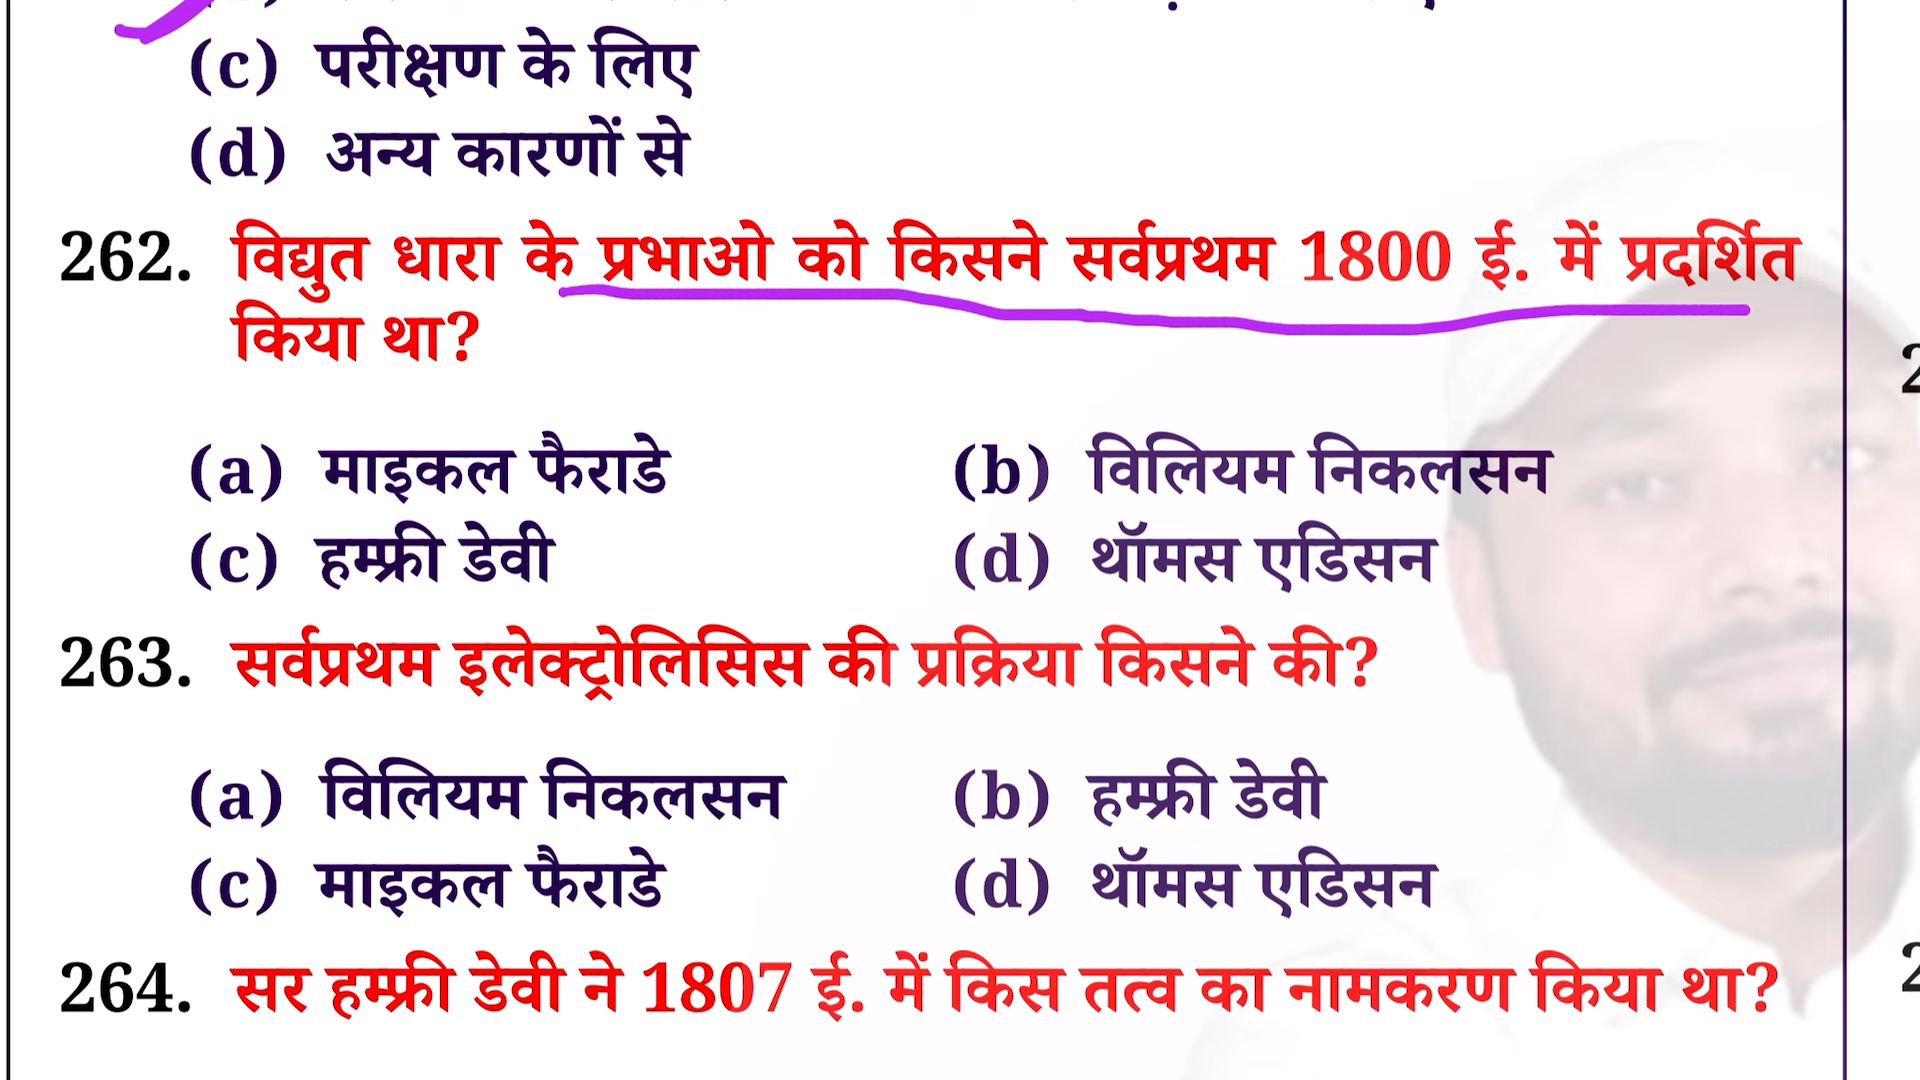 (c) परीक्षण के लिए
(d) अन्य कारणों से
262. विद्युत धारा के प्रभाओ को किसने सर्वप्रथम 1800 ई. में प्रदर्शित
किया था?
(a) माइकल फैराडे (b) विलियम निकलसन
(c) हम्फ्री डेवी (d) थॉमस एडिसन
263. सर्वप्रथम इलेक्ट्रोलिसिस की प्रक्रिया किसने की?
(a) विलियम निकलसन (b) हम्फ्री डेवी
(c) माइकल फैराडे (d) थॉमस एडिसन
264. सर हम्फ्री डेवी ने 1807 ई. में किस तत्व का नामकरण किया था?